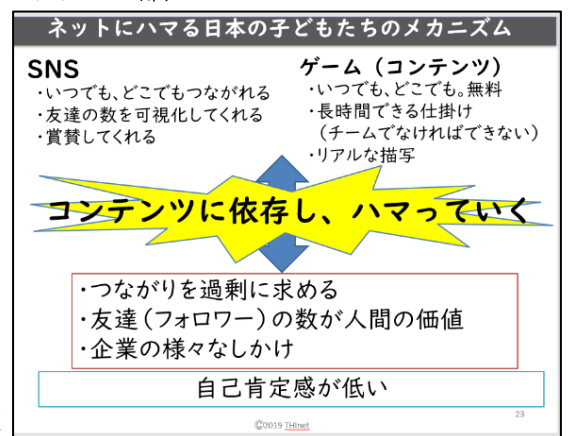 ネットにハマる日本の子どもたちのメカニズム
SNS
・いつでも、どこでもつながれる
・友達の数を可視化してくれる
・賞賛してくれる
ゲーム（コンテンツ）
・いつでも、どこでも。無料
・長時間できる仕掛け
（チームでなければできない）
・リアルな描写
コンテンツに依存し、ハマっていく
・つながりを過剰に求める
・友達（フォロワー）の数が人間の価値
・企業の様々なしかけ
自己肯定感が低い
23
©2019 THInet